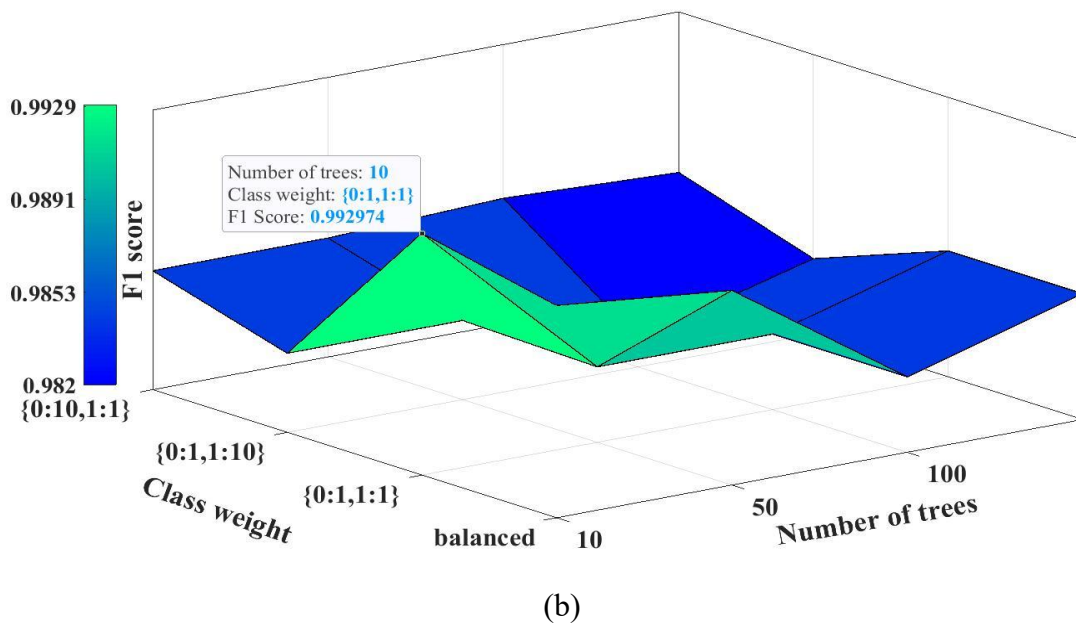 0.9929
0.9891
0.9853
0.982
F1 score
Number of trees: 10
Class weight: {0:1,1:1}
F1 Score: 0.992974
{0:10,1:1}
{0:1,1:10}
{0:1,1:1}
balanced
Class weight
10
50
100
Number of trees
(b)